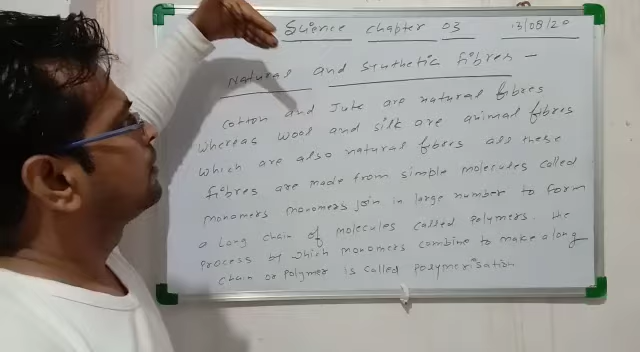 Science chapter 03 13/08/20
Natural and Synthetic fibres -
Cotton and Jute are natural fibres
whereas wool and silk are animal fibres
which are also natural fibres all these
fibres are made from simple molecules called
monomers monomers join in large number to form
a long chain of molecules called polymers. The
process by which monomers combine to make a long
chain or polymer is called polymerisation